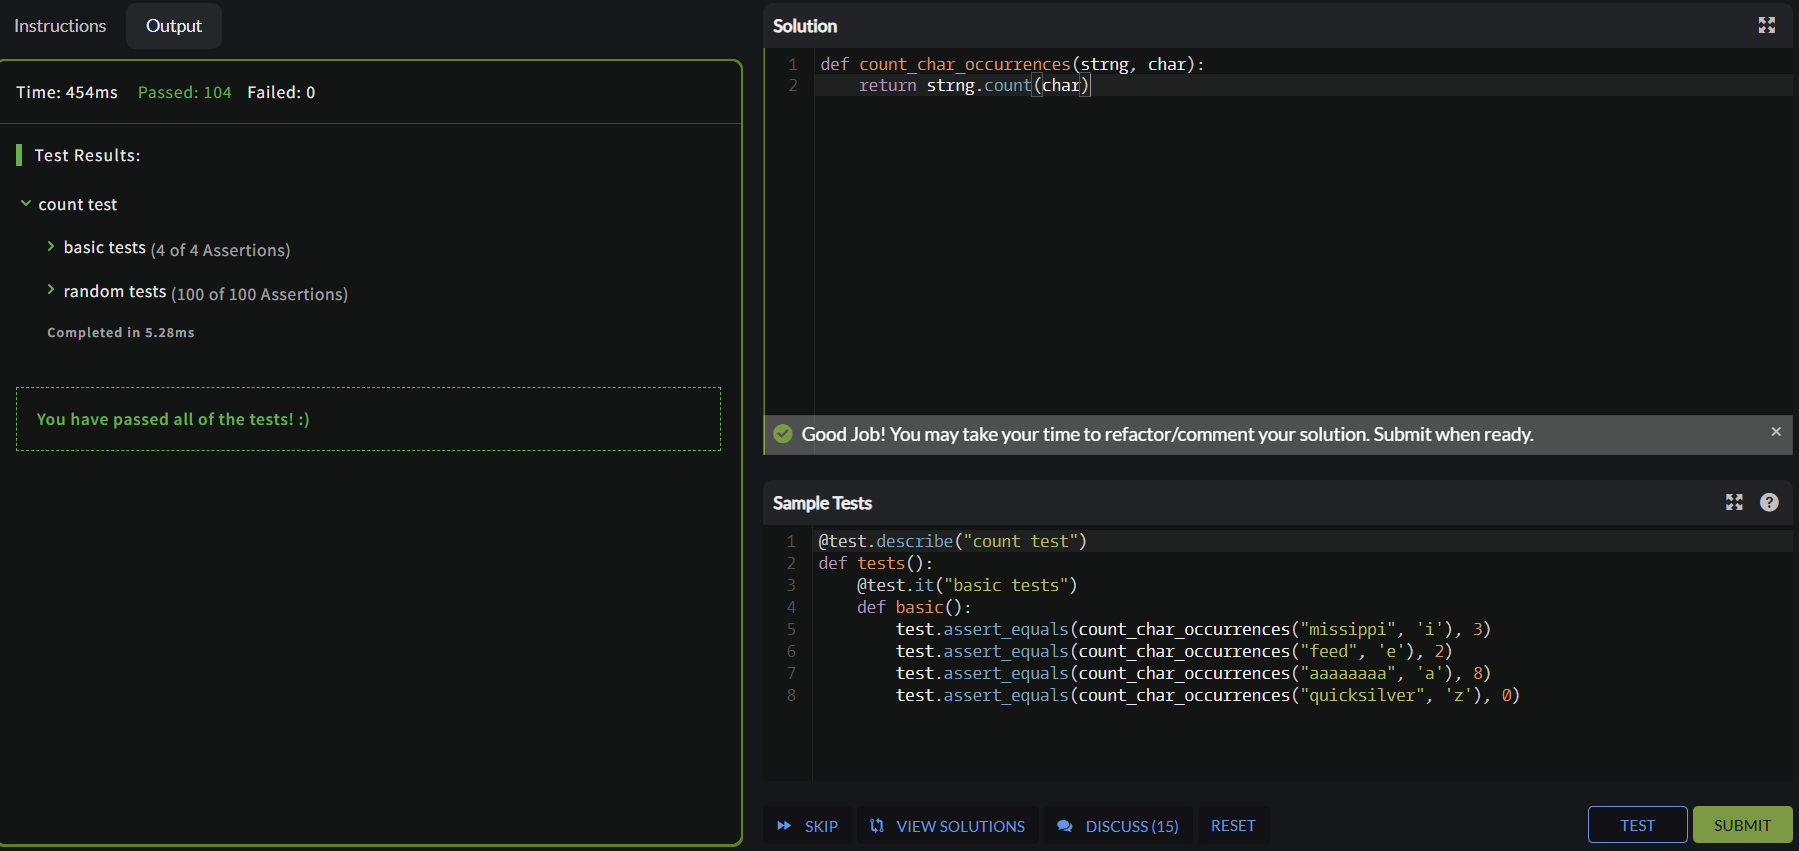 Instructions
Output
Time: 454ms Passed: 104 Failed: 0
Test Results:
count test
basic tests (4 of 4 Assertions)
random tests (100 of 100 Assertions)
Completed in 5.28ms
You have passed all of the tests! :)
Solution
1 def count_char_occurrences(strng, char):
2     return strng.count(char)
Good Job! You may take your time to refactor/comment your solution. Submit when ready.
Sample Tests
1 @test.describe("count test")
2 def tests():
3     @test.it("basic tests")
4     def basic():
5         test.assert_equals(count_char_occurrences("missippi", 'i'), 3)
6         test.assert_equals(count_char_occurrences("feed", 'e'), 2)
7         test.assert_equals(count_char_occurrences("aaaaaaaa", 'a'), 8)
8         test.assert_equals(count_char_occurrences("quicksilver", 'z'), 0)
SKIP
VIEW SOLUTIONS
DISCUSS (15)
RESET
TEST
SUBMIT